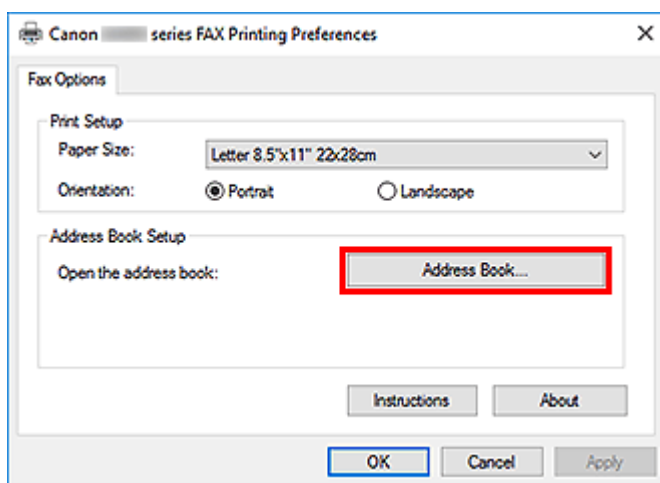 Canon series FAX Printing Preferences
Fax Options
Print Setup
Paper Size: Letter 8.5"x11" 22x28cm
Orientation: Portrait Landscape
Address Book Setup
Open the address book: Address Book...
Instructions About
OK Cancel Apply